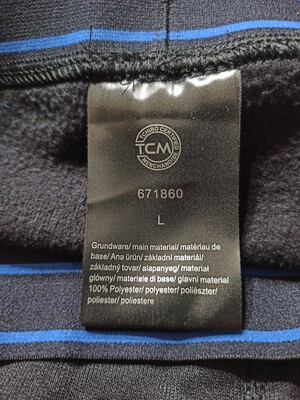 TCHIBO CERTIFIED
TCM
MERCHANDISE
671860
L
Grundware/ main material/ matériau de
base/ Ana ürün/ základní materiál/
základný tovar/ alapanyag/ materiał
główny/ materiale di base/ glavni material
100% Polyester/ polyester/ poliészter/
poliester/ poliestere